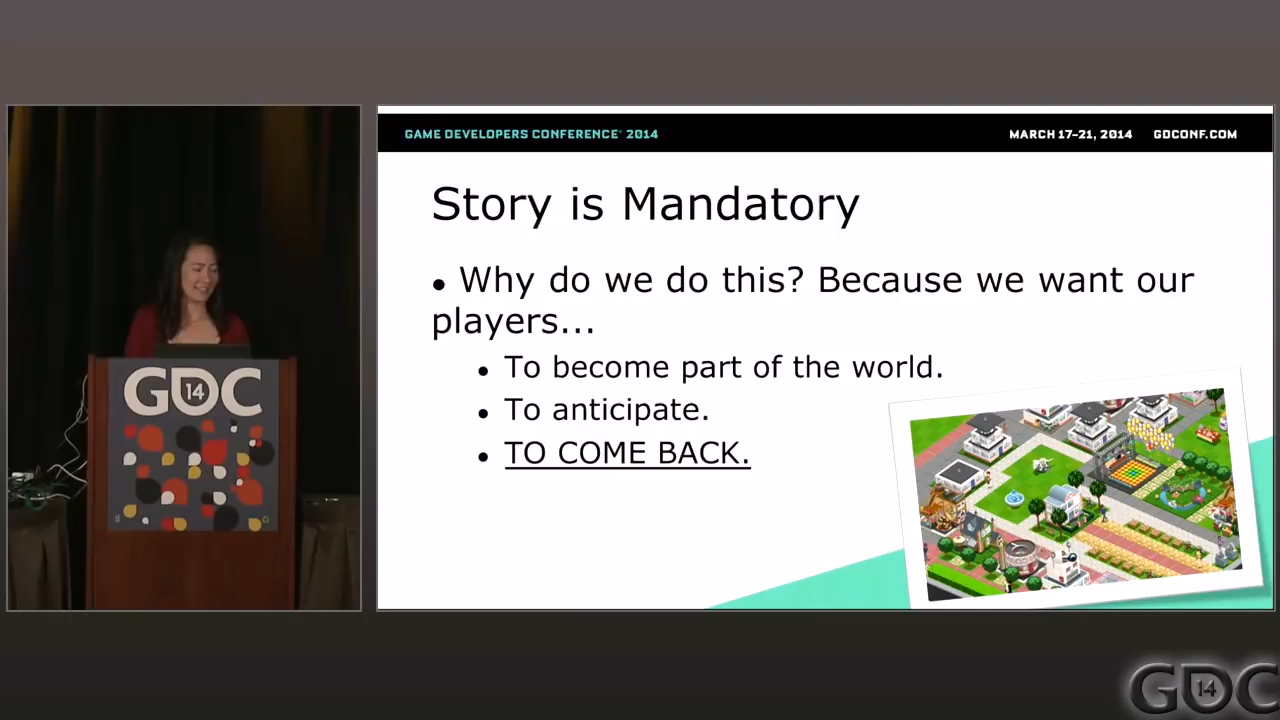 GAME DEVELOPERS CONFERENCE® 2014
MARCH 17-21, 2014 GDCONF.COM
Story is Mandatory
• Why do we do this? Because we want our
players...
• To become part of the world.
• To anticipate.
• TO COME BACK.
GDC 14
GDC 14